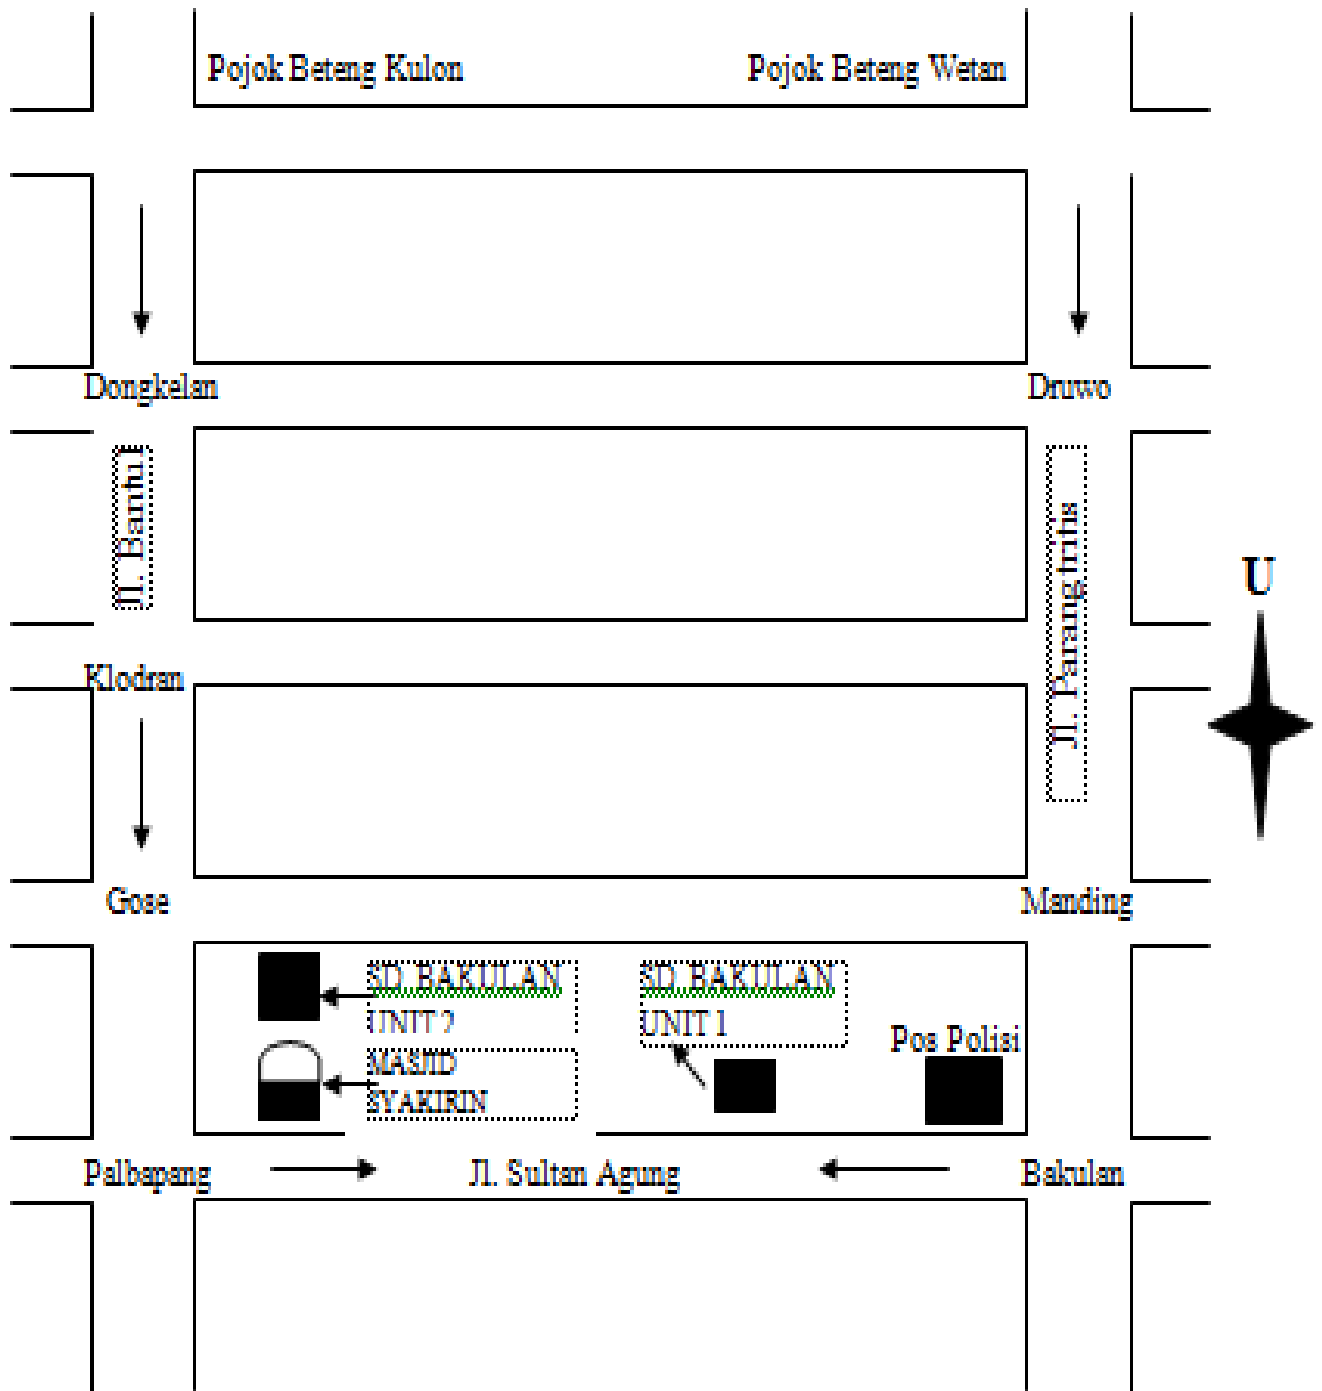 Pojok Beteng Kulon
Pojok Beteng Wetan
Dongkelan
Druwo
Jl. Bantul
Jl. Parangtritis
U
Klodran
Gose
Manding
SD BAKULAN
UNIT 2
SD BAKULAN
UNIT 1
Pos Polisi
MASJID
SYAKIRIN
Palbapang
Jl. Sultan Agung
Bakulan